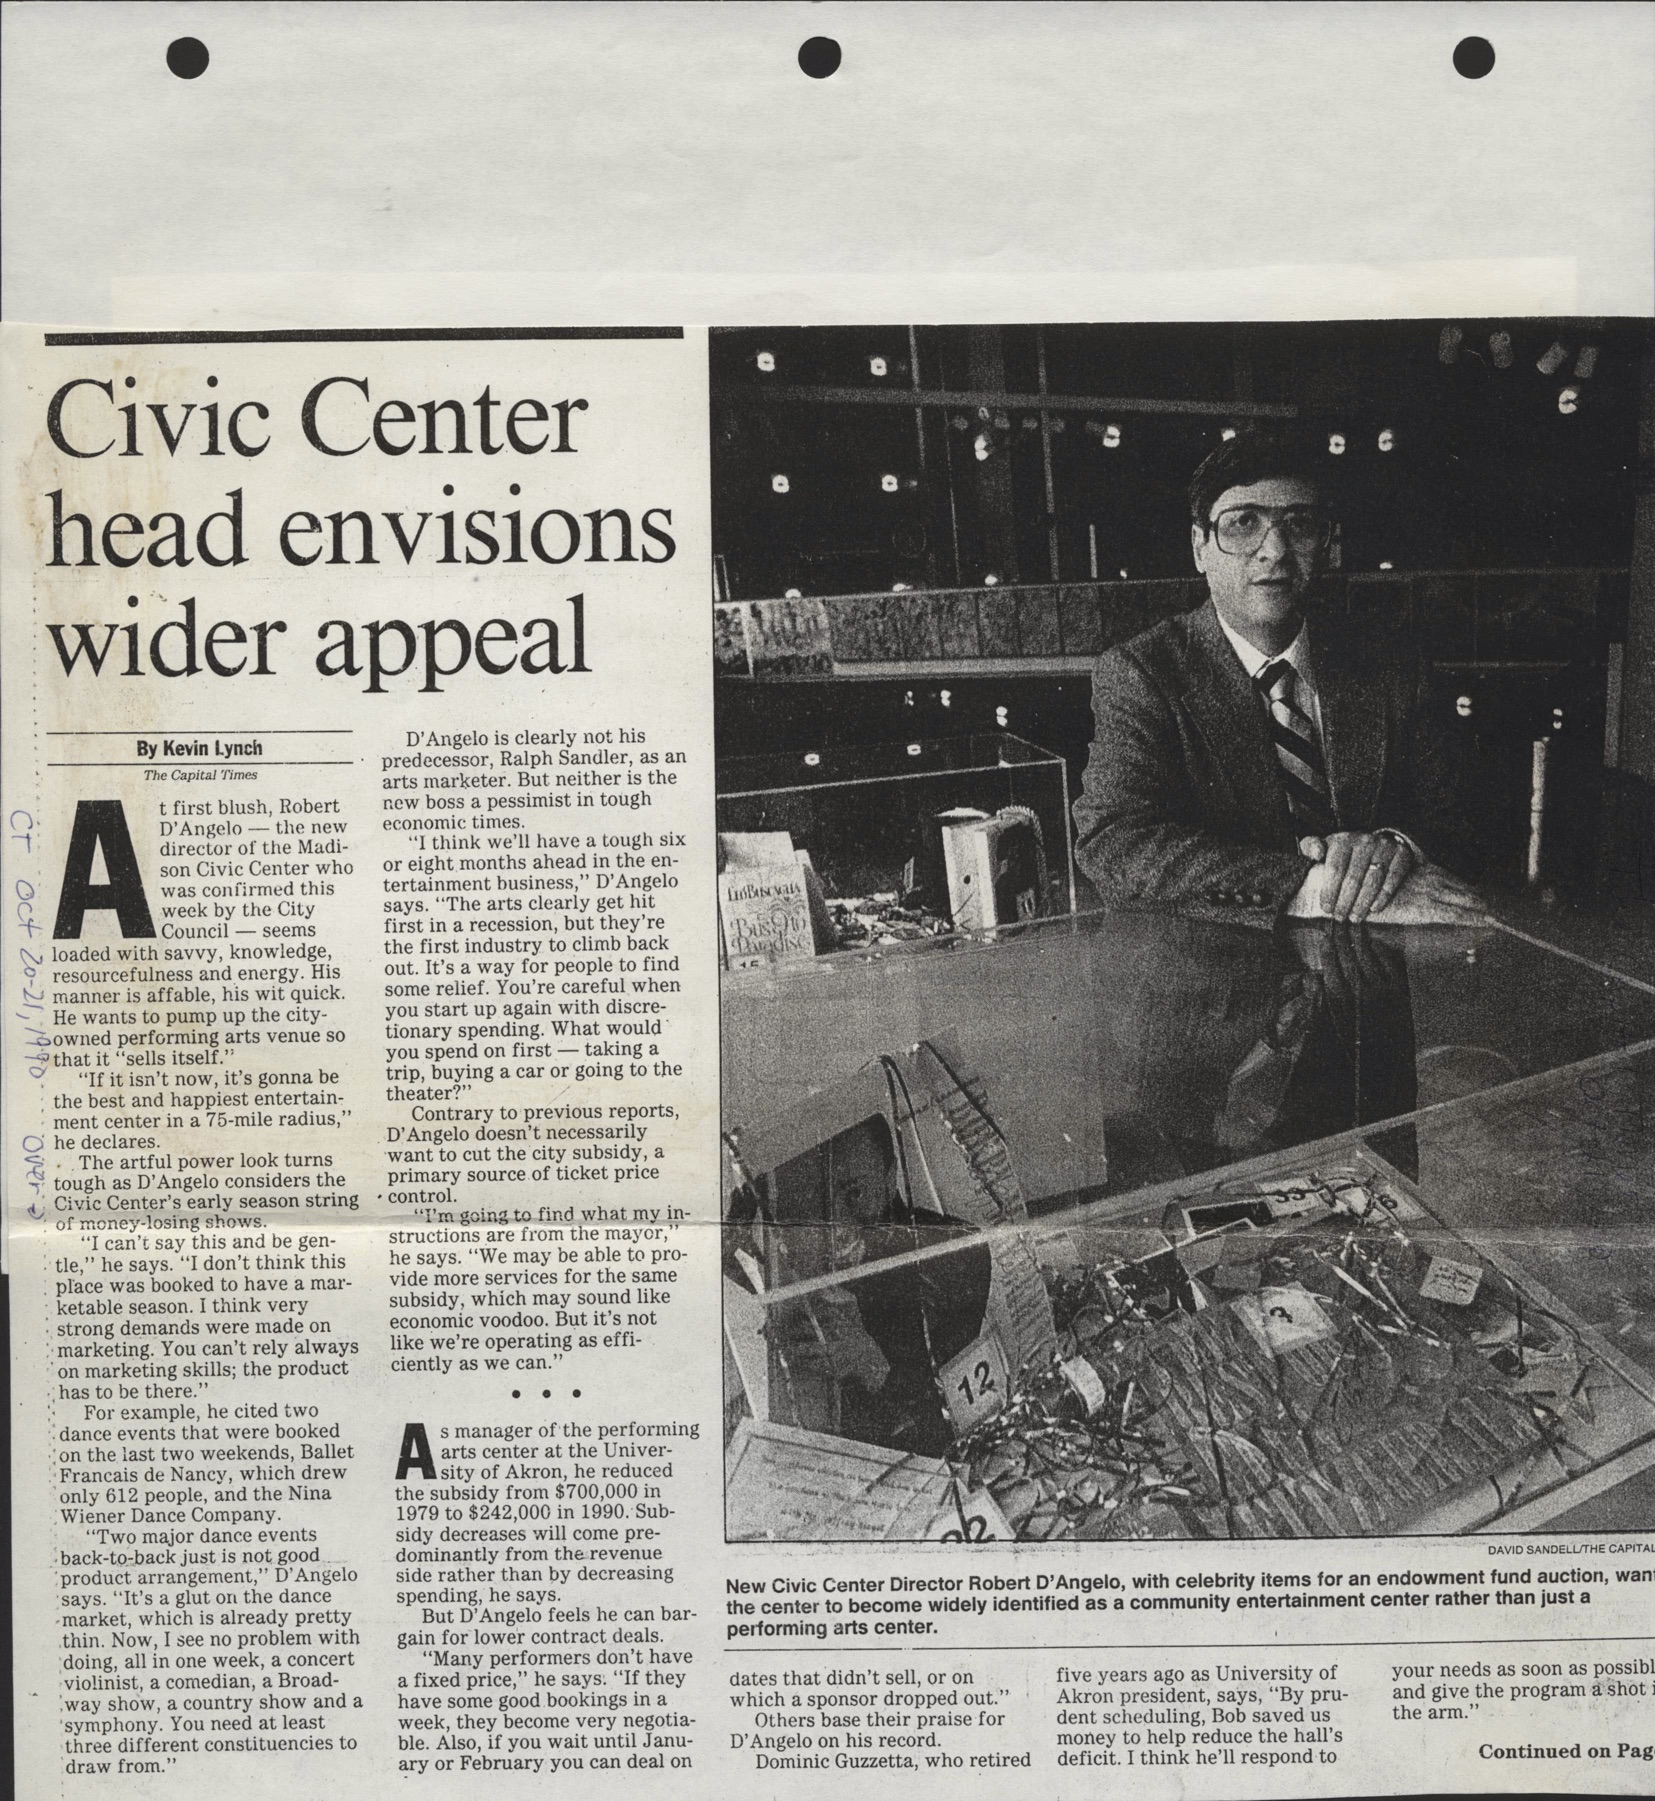 Civic Center
head envisions
wider appeal
By Kevin Lynch
The Capital Times
At first blush, Robert
D'Angelo — the new
director of the Madi-
son Civic Center who
was confirmed this
week by the City
Council — seems
loaded with savvy, knowledge,
resourcefulness and energy. His
manner is affable, his wit quick.
He wants to pump up the city-
owned performing arts venue so
that it "sells itself."
"If it isn't now, it's gonna be
the best and happiest entertain-
ment center in a 75-mile radius,"
he declares.
The artful power look turns
tough as D'Angelo considers the
Civic Center's early season string
of money-losing shows.
"I can't say this and be gen-
tle," he says. "I don't think this
place was booked to have a mar-
ketable season. I think very
strong demands were made on
marketing. You can't rely always
on marketing skills; the product
has to be there."
For example, he cited two
dance events that were booked
on the last two weekends, Ballet
Francais de Nancy, which drew
only 612 people, and the Nina
Wiener Dance Company.
"Two major dance events
back-to-back just is not good
product arrangement," D'Angelo
says. "It's a glut on the dance
market, which is already pretty
thin. Now, I see no problem with
doing, all in one week, a concert
violinist, a comedian, a Broad-
way show, a country show and a
symphony. You need at least
three different constituencies to
draw from."
D'Angelo is clearly not his
predecessor, Ralph Sandler, as an
arts marketer. But neither is the
new boss a pessimist in tough
economic times.
"I think we'll have a tough six
or eight months ahead in the en-
tertainment business," D'Angelo
says. "The arts clearly get hit
first in a recession, but they're
the first industry to climb back
out. It's a way for people to find
some relief. You're careful when
you start up again with discre-
tionary spending. What would
you spend on first — taking a
trip, buying a car or going to the
theater?"
Contrary to previous reports,
D'Angelo doesn't necessarily
want to cut the city subsidy, a
primary source of ticket price
control.
"I'm going to find what my in-
structions are from the mayor,"
he says. "We may be able to pro-
vide more services for the same
subsidy, which may sound like
economic voodoo. But it's not
like we're operating as effi-
ciently as we can."
• • •
As manager of the performing
arts center at the Univer-
sity of Akron, he reduced
the subsidy from $700,000 in
1979 to $242,000 in 1990. Sub-
sidy decreases will come pre-
dominantly from the revenue
side rather than by decreasing
spending, he says.
But D'Angelo feels he can bar-
gain for lower contract deals.
"Many performers don't have
a fixed price," he says. "If they
have some good bookings in a
week, they become very negotia-
ble. Also, if you wait until Janu-
ary or February you can deal on
LEO BUSCAGLIA
Bus 9 to
Paradise
15
33
6
3
12
22
DAVID SANDELL/THE CAPITAL
New Civic Center Director Robert D'Angelo, with celebrity items for an endowment fund auction, want
the center to become widely identified as a community entertainment center rather than just a
performing arts center.
dates that didn't sell, or on
which a sponsor dropped out."
Others base their praise for
D'Angelo on his record.
Dominic Guzzetta, who retired
five years ago as University of
Akron president, says, "By pru-
dent scheduling, Bob saved us
money to help reduce the hall's
deficit. I think he'll respond to
your needs as soon as possibl
and give the program a shot i
the arm."
Continued on Pag
CT Oct 20-21, 1990 Over →